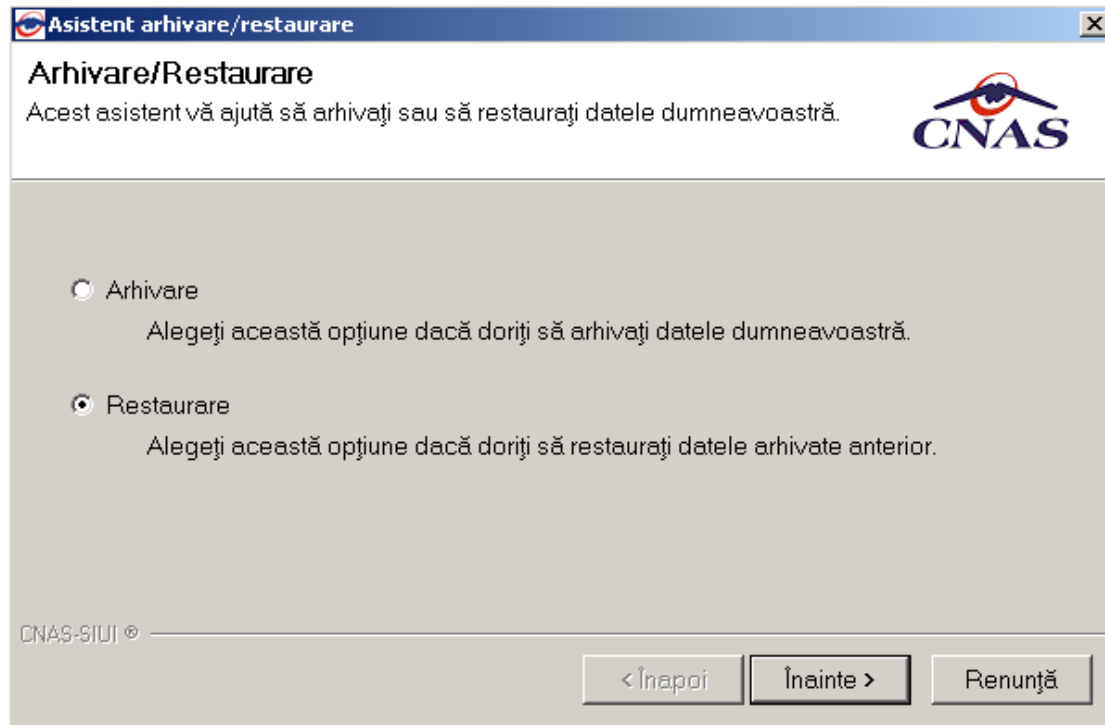 Asistent arhivare/restaurare
Arhivare/Restaurare
Acest asistent vă ajută să arhivaţi sau să restauraţi datele dumneavoastră.
CNAS
Arhivare
Alegeţi această opţiune dacă doriţi să arhivaţi datele dumneavoastră.
Restaurare
Alegeţi această opţiune dacă doriţi să restauraţi datele arhivate anterior.
CNAS-SIUI ®
< Înapoi
Înainte >
Renunţă